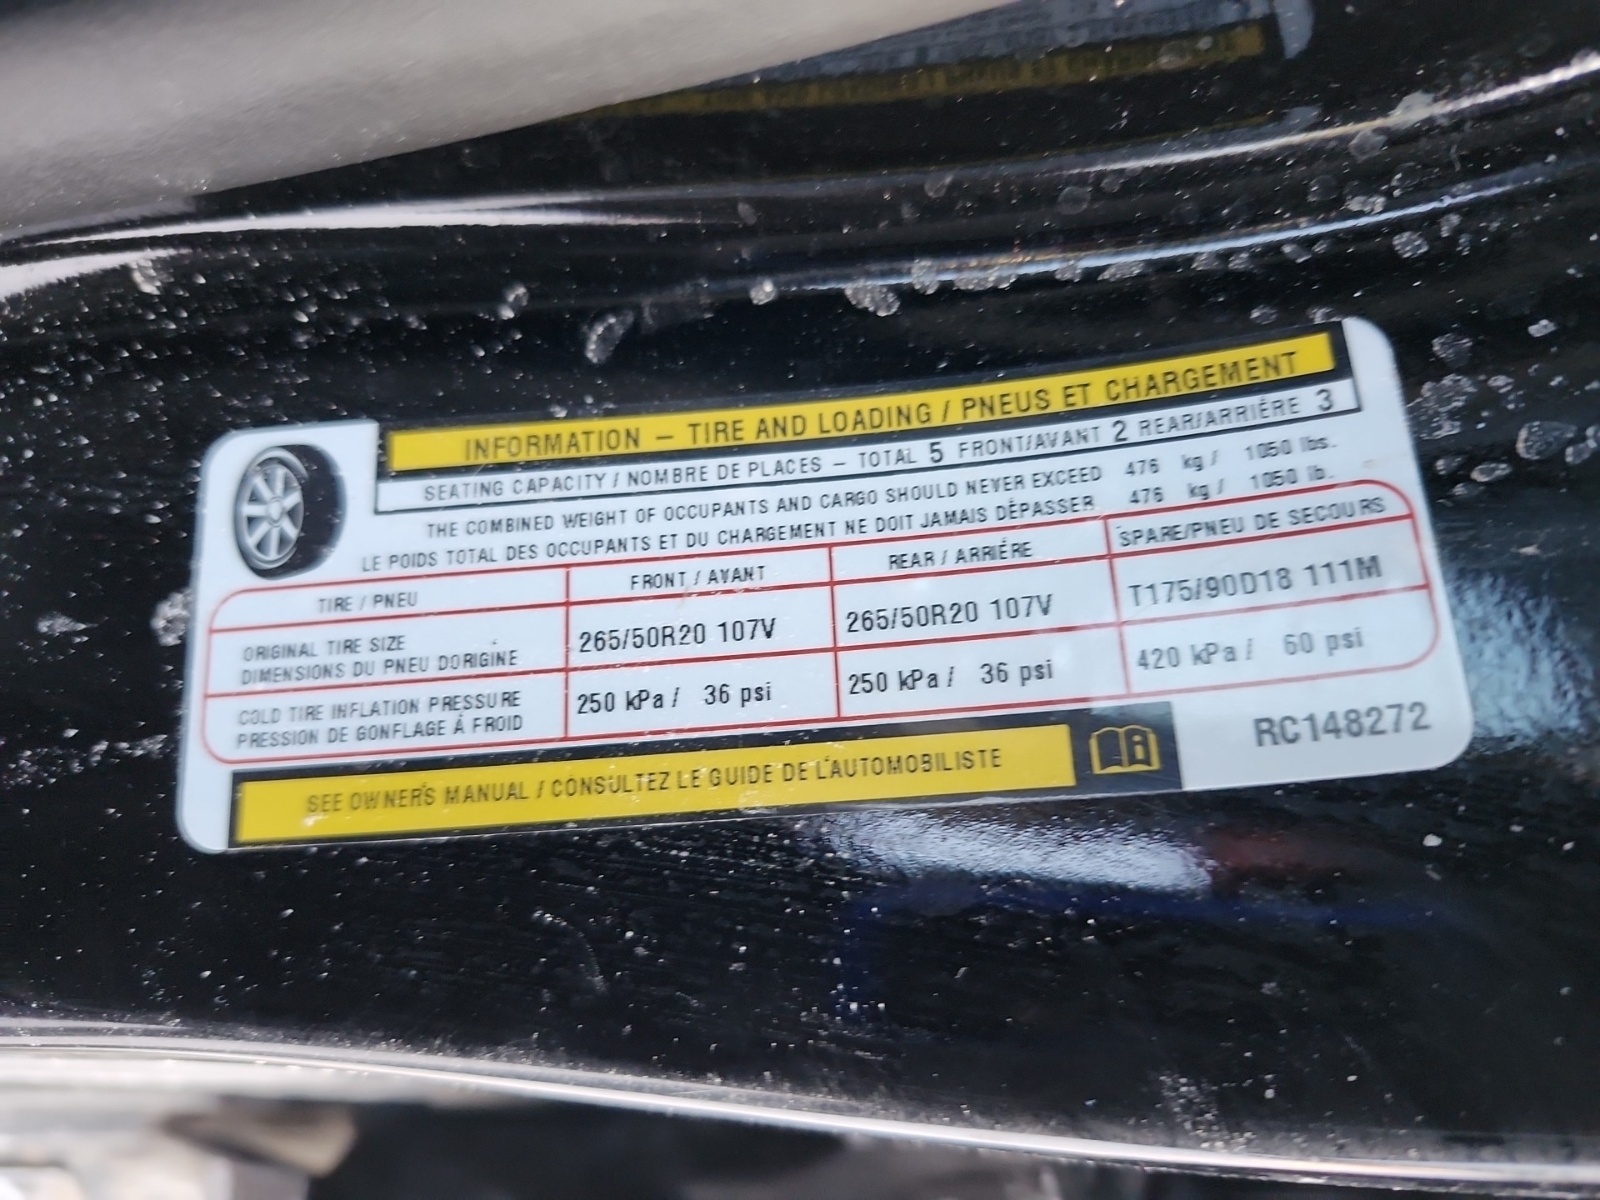 INFORMATION – TIRE AND LOADING / PNEUS ET CHARGEMENT
SEATING CAPACITY / NOMBRE DE PLACES – TOTAL 5 FRONT/AVANT 2 REAR/ARRIÈRE 3
THE COMBINED WEIGHT OF OCCUPANTS AND CARGO SHOULD NEVER EXCEED 476 kg / 1050 lbs.
LE POIDS TOTAL DES OCCUPANTS ET DU CHARGEMENT NE DOIT JAMAIS DÉPASSER 476 kg / 1050 lb.
TIRE / PNEU FRONT / AVANT REAR / ARRIÉRE SPARE/PNEU DE SECOURS
ORIGINAL TIRE SIZE
DIMENSIONS DU PNEU D'ORIGINE 265/50R20 107V 265/50R20 107V T175/90D18 111M
COLD TIRE INFLATION PRESSURE
PRESSION DE GONFLAGE À FROID 250 kPa / 36 psi 250 kPa / 36 psi 420 kPa / 60 psi
SEE OWNER'S MANUAL / CONSULTEZ LE GUIDE DE L'AUTOMOBILISTE
RC148272